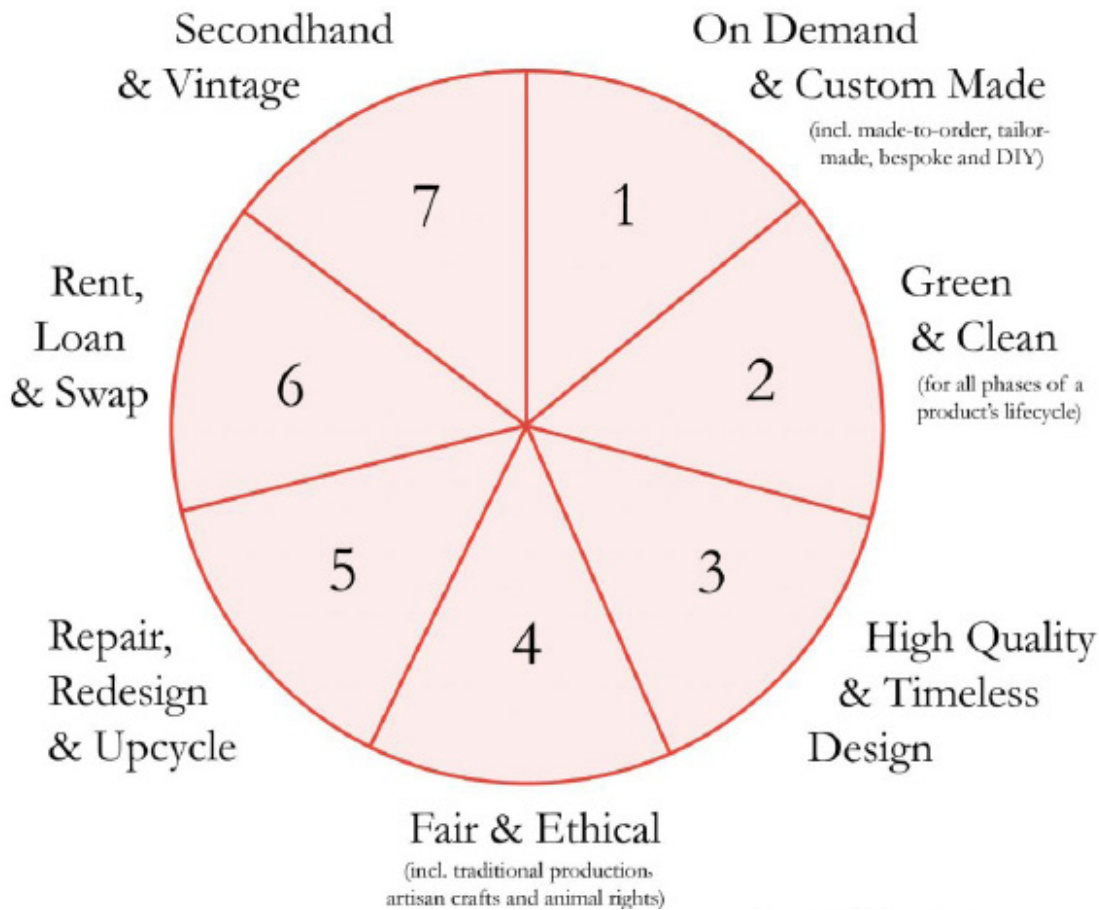 Secondhand
& Vintage
On Demand
& Custom Made
(incl. made-to-order, tailor-
made, bespoke and DIY)
7
1
Rent,
Loan
& Swap
6
Green
& Clean
(for all phases of a
product's lifecycle)
2
5
3
4
Repair,
Redesign
& Upcycle
High Quality
& Timeless
Design
Fair & Ethical
(incl. traditional production,
artisan crafts and animal rights)